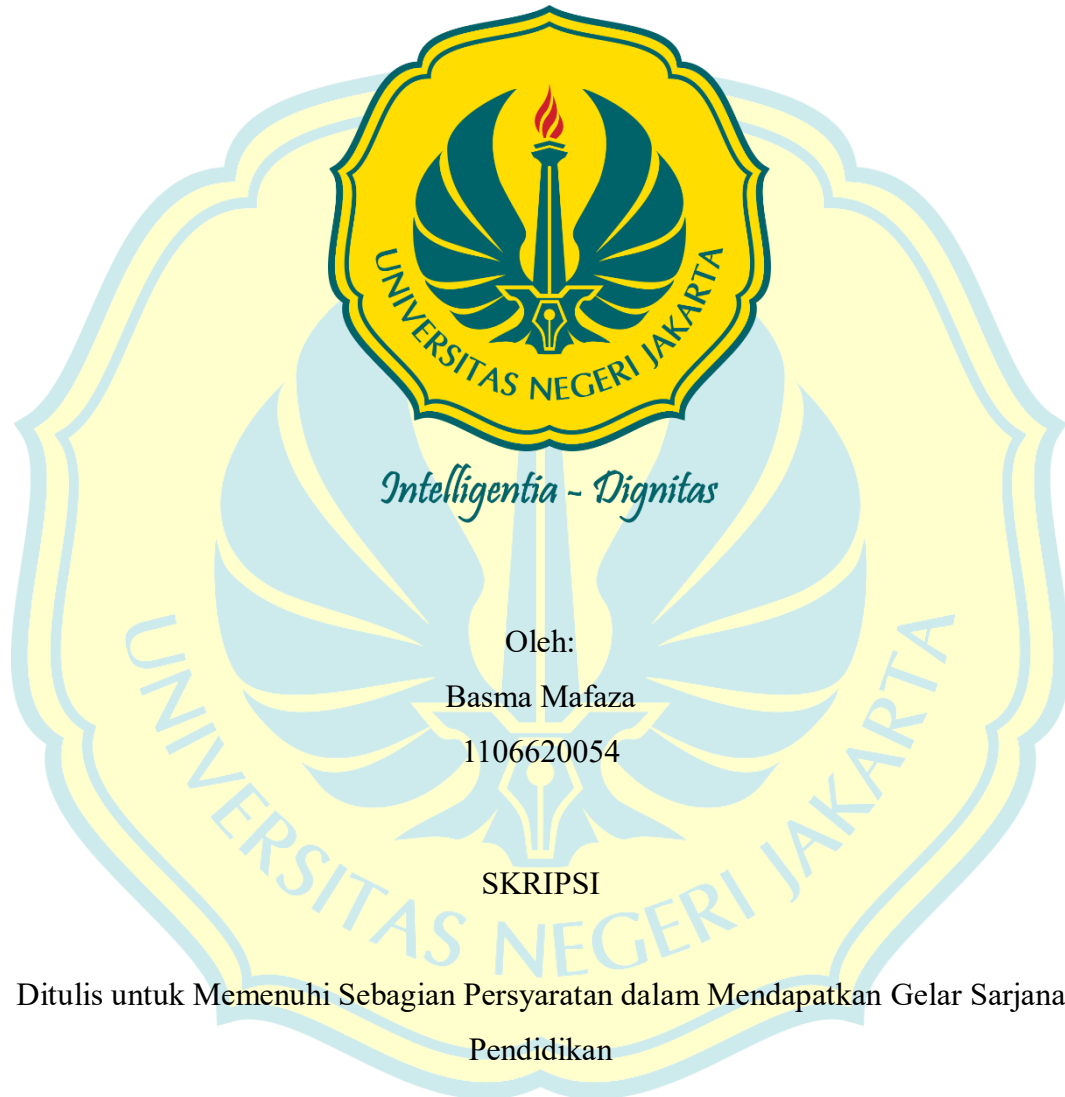 UNIVERSITAS NEGERI JAKARTA
Intelligentia - Dignitas
Oleh:
Basma Mafaza
1106620054
SKRIPSI
Ditulis untuk Memenuhi Sebagian Persyaratan dalam Mendapatkan Gelar Sarjana
Pendidikan
UNIVERSITAS NEGERI JAKARTA